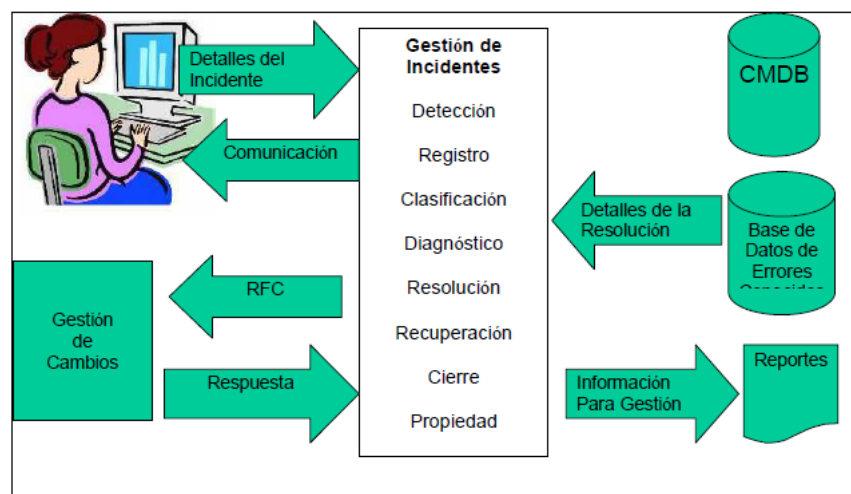 Detalles del
Incidente
Comunicación
Gestión de
Incidentes
Detección
Registro
Clasificación
Diagnóstico
Resolución
Recuperación
Cierre
Propiedad
CMDB
Detalles de la
Resolución
Base de
Datos de
Errores
RFC
Gestión
de
Cambios
Respuesta
Información
Para Gestión
Reportes